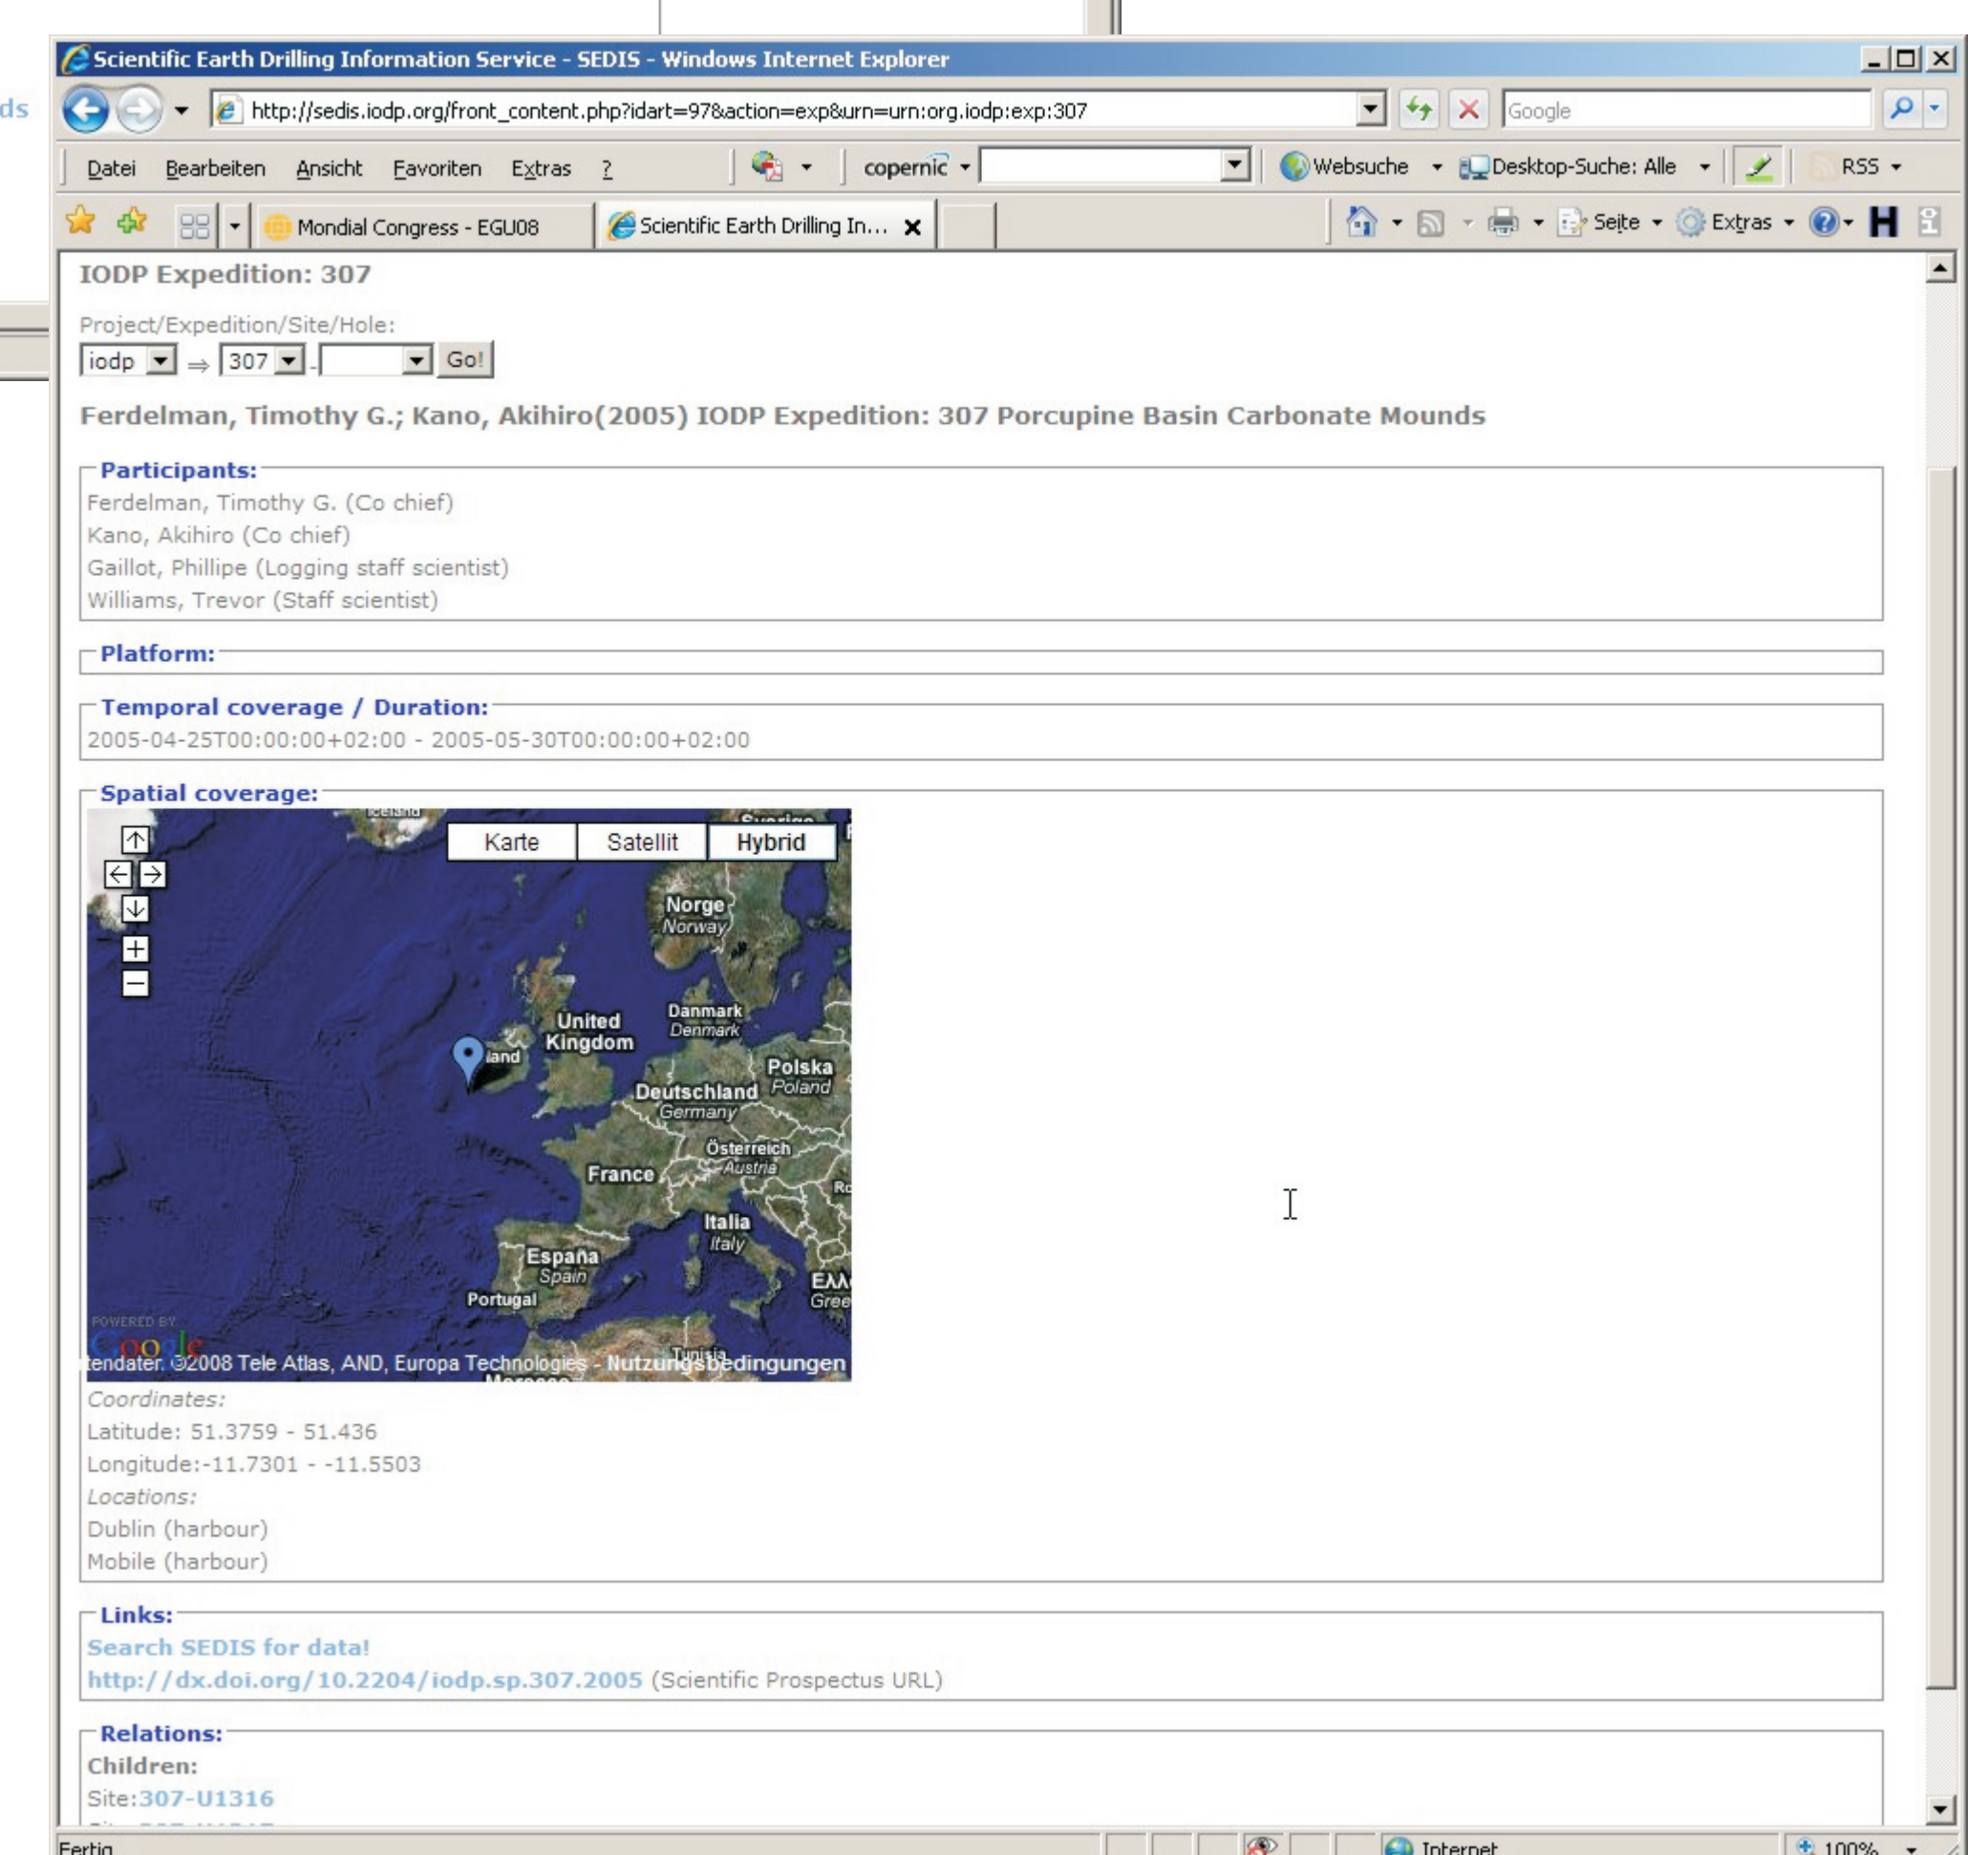 ds
Scientific Earth Drilling Information Service - SEDIS - Windows Internet Explorer
http://sedis.iodp.org/front_content.php?idart=97&action=exp&urn=urn:org.iodp:exp:307
Google
Datei Bearbeiten Ansicht Favoriten Extras ?
copernic
Websuche
Desktop-Suche: Alle
RSS
Mondial Congress - EGU08
Scientific Earth Drilling In...
Seite
Extras
IODP Expedition: 307
Project/Expedition/Site/Hole:
iodp ⇒ 307 - Go!
Ferdelman, Timothy G.; Kano, Akihiro(2005) IODP Expedition: 307 Porcupine Basin Carbonate Mounds
Participants:
Ferdelman, Timothy G. (Co chief)
Kano, Akihiro (Co chief)
Gaillot, Phillipe (Logging staff scientist)
Williams, Trevor (Staff scientist)
Platform:
Temporal coverage / Duration:
2005-04-25T00:00:00+02:00 - 2005-05-30T00:00:00+02:00
Spatial coverage:
Iceland
Sverige
Karte Satellit Hybrid
Norge
Norway
United
Kingdom
Danmark
Denmark
land
Polska
Poland
Deutschland
Germany
Österreich
Austria
France
Ro
Italia
Italy
España
Spain
Ελλ
Gree
Portugal
POWERED BY
Google
Tunisia
tendaten ©2008 Tele Atlas, AND, Europa Technologies - Nutzungsbedingungen
Morocco
Coordinates:
Latitude: 51.3759 - 51.436
Longitude:-11.7301 - -11.5503
Locations:
Dublin (harbour)
Mobile (harbour)
Links:
Search SEDIS for data!
http://dx.doi.org/10.2204/iodp.sp.307.2005 (Scientific Prospectus URL)
Relations:
Children:
Site:307-U1316
Fertig
Internet
100%